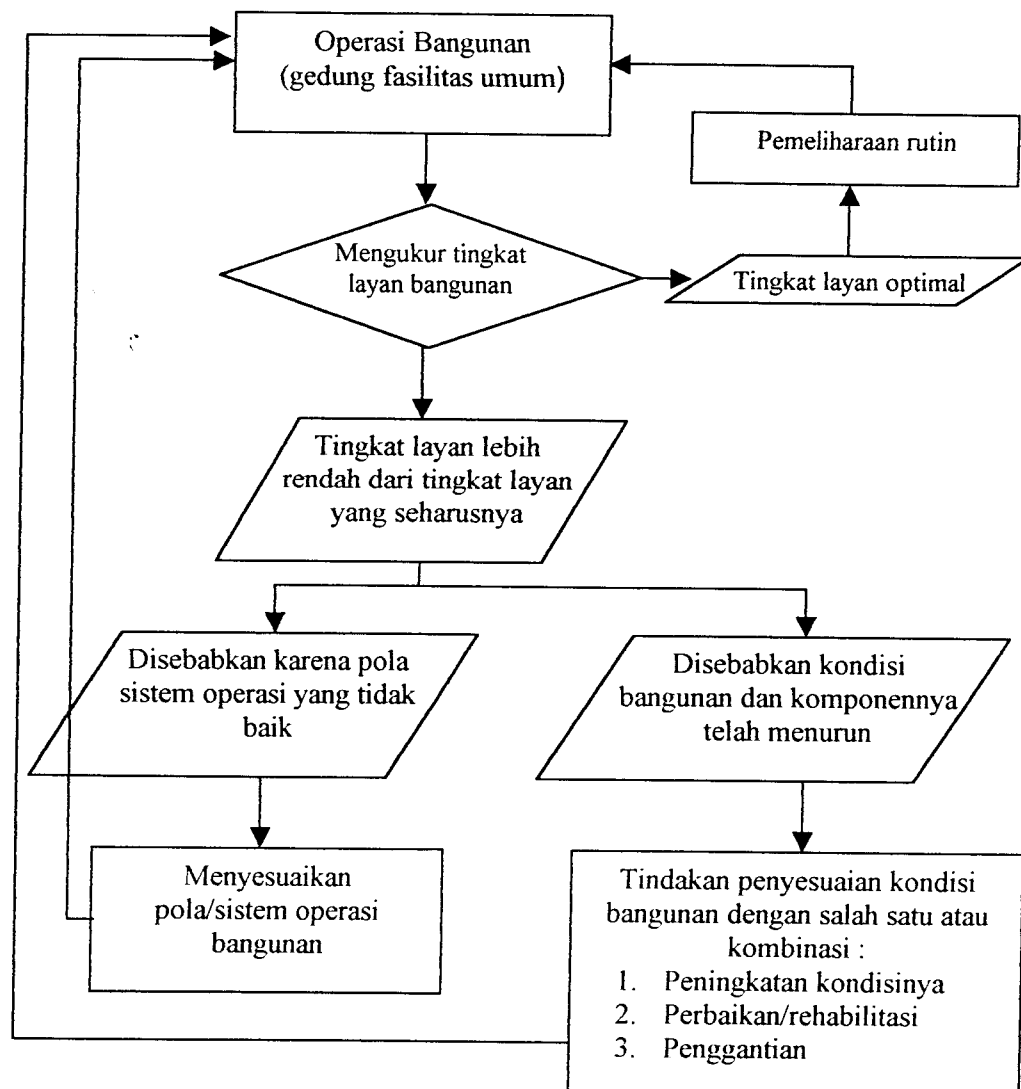 Operasi Bangunan
(gedung fasilitas umum)
Pemeliharaan rutin
Mengukur tingkat
layan bangunan
Tingkat layan optimal
Tingkat layan lebih
rendah dari tingkat layan
yang seharusnya
Disebabkan karena pola
sistem operasi yang tidak
baik
Disebabkan kondisi
bangunan dan komponennya
telah menurun
Menyesuaikan
pola/sistem operasi
bangunan
Tindakan penyesuaian kondisi
bangunan dengan salah satu atau
kombinasi :
1. Peningkatan kondisinya
2. Perbaikan/rehabilitasi
3. Penggantian